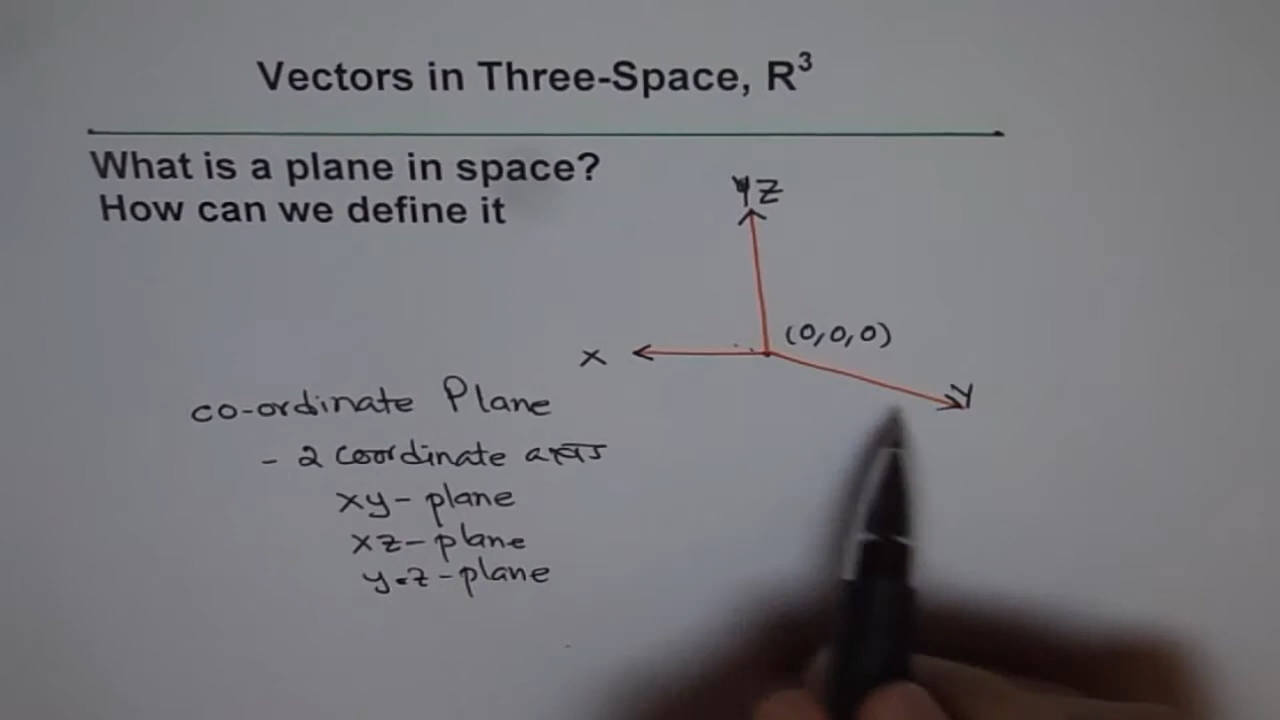 Vectors in Three-Space, R³
What is a plane in space?
How can we define it
Z
(0,0,0)
X
Y
co-ordinate Plane
- 2 coordinate axis
xy - plane
xz - plane
y-z - plane